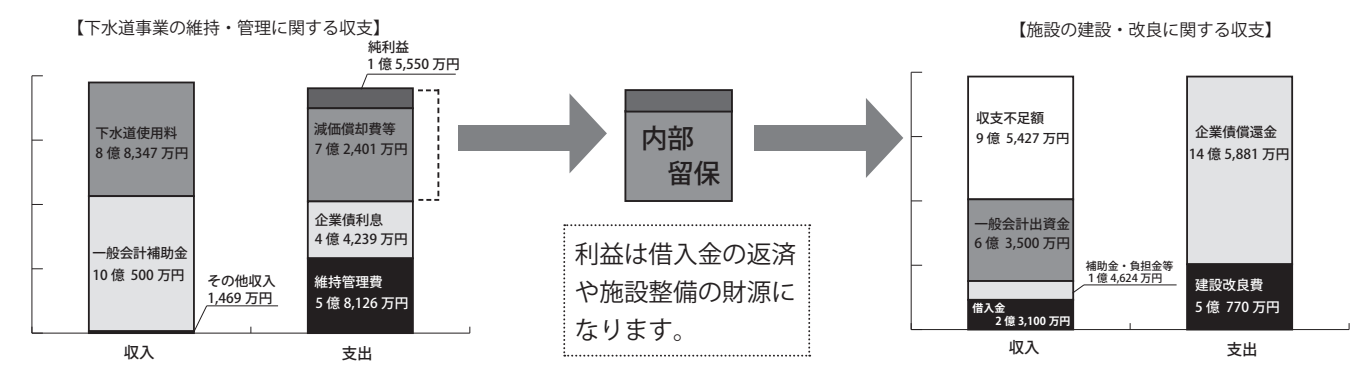 【下水道事業の維持・管理に関する収支】
純利益
1 億 5,550 万円
下水道使用料
8 億 8,347 万円
一般会計補助金
10 億 500 万円
その他収入
1,469 万円
減価償却費等
7 億 2,401 万円
企業債利息
4 億 4,239 万円
維持管理費
5 億 8,126 万円
収入
支出
内部
留保
利益は借入金の返済
や施設整備の財源に
なります。
【施設の建設・改良に関する収支】
収支不足額
9 億 5,427 万円
一般会計出資金
6 億 3,500 万円
補助金・負担金等
1 億 4,624 万円
借入金
2 億 3,100 万円
企業債償還金
14 億 5,881 万円
建設改良費
5 億 770 万円
収入
支出